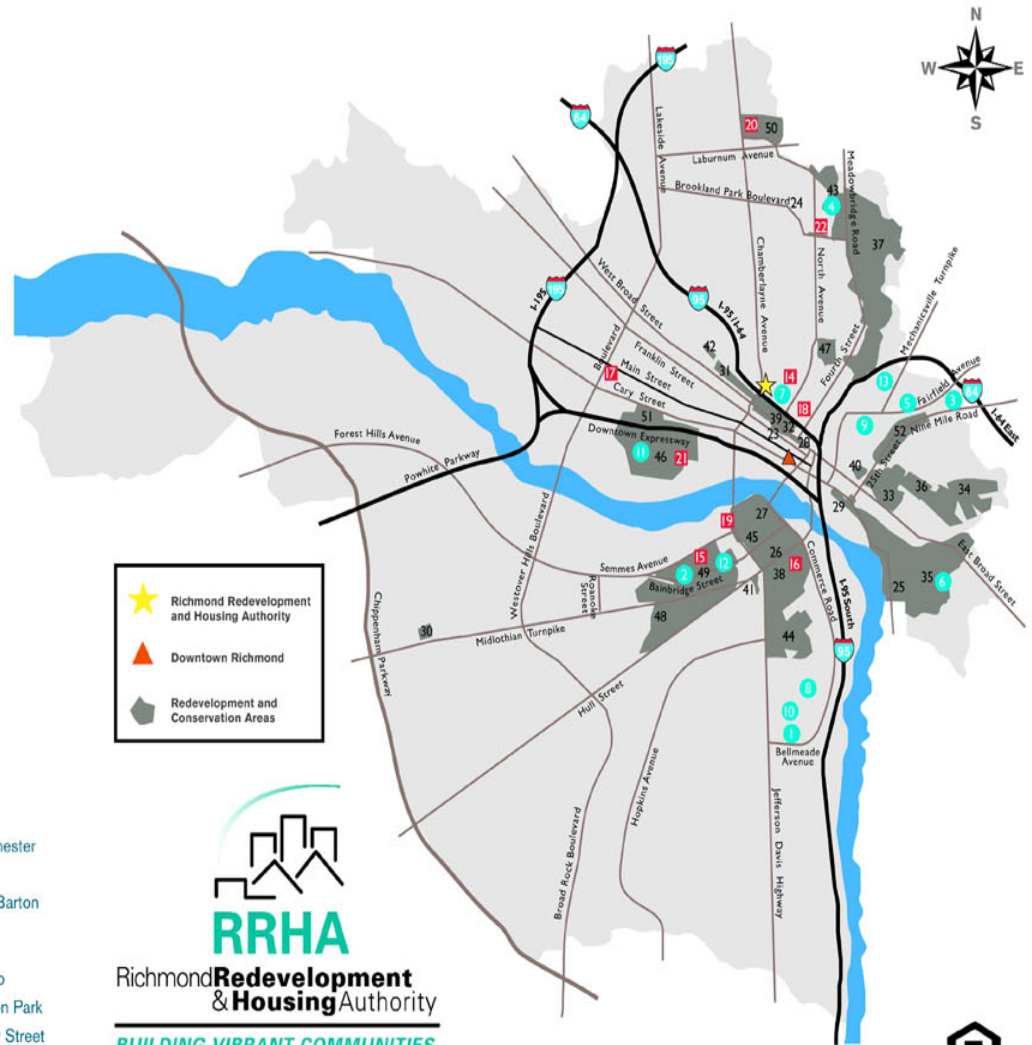 N
W E
S
195
64
Lakeside Avenue
20 50
Laburnum Avenue
Meadowbridge Road
Brookland Park Boulevard 24
43
4
22
37
Chamberlayne Avenue
North Avenue
Mechanicsville Turnpike
West Broad Street
195
I-195
95
I-95/I-64
Boulevard
Franklin Street
Main Street
Cary Street
17
42
31
47
Fourth Street
14
7
18
39
32
23
28
13
5
Fairfield Avenue
3
64
I-64 East
9
52
Nine Mile Road
25th Street
40
51
Downtown Expressway
11 46 21
Forest Hills Avenue
Powhite Parkway
29
33
36
34
East Broad Street
27
19
45
26
16
38
Commerce Road
I-95 South
25
35
6
Westover Hills Boulevard
Semmes Avenue
15
12
2 49
Bainbridge Street
Roanoke Street
41
48
30
Midlothian Turnpike
Chippenham Parkway
44
95
8
10
1
Bellmeade
Avenue
Hull Street
Hopkins Avenue
Broad Rock Boulevard
Jefferson Davis Highway
Richmond Redevelopment
and Housing Authority
Downtown Richmond
Redevelopment and
Conservation Areas
Barton
n Park
Street
RRHA
Richmond Redevelopment
& Housing Authority
BUILDING VIBRANT COMMUNITIES